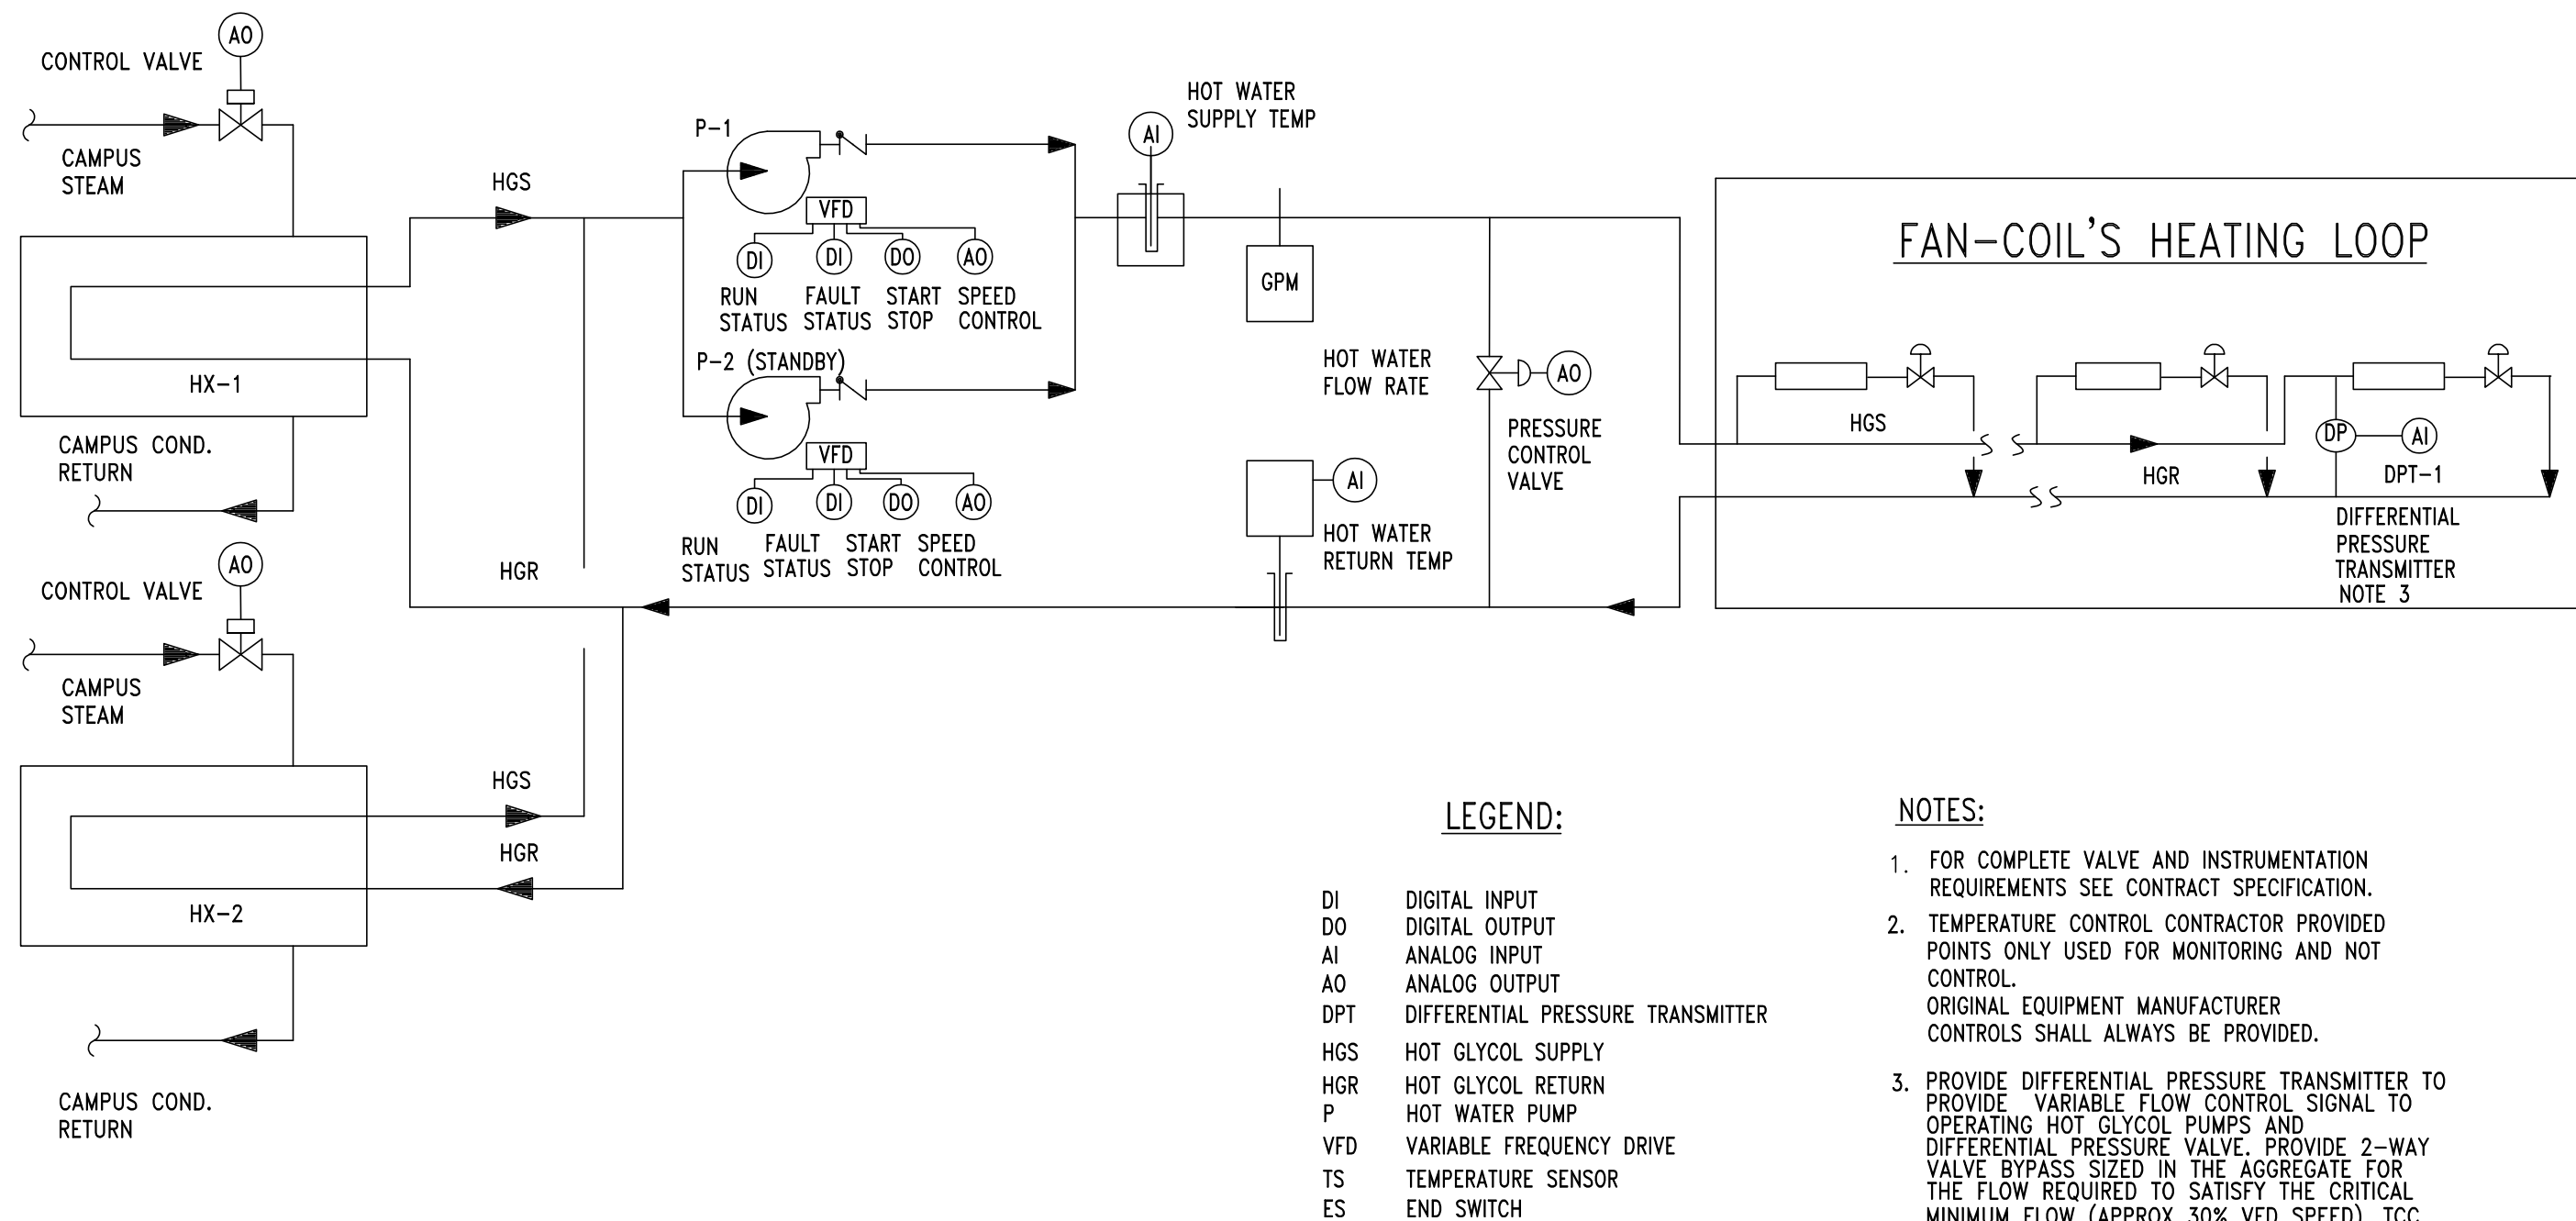 AO
CONTROL VALVE
CAMPUS
STEAM
HX-1
CAMPUS COND.
RETURN
AO
CONTROL VALVE
CAMPUS
STEAM
HX-2
CAMPUS COND.
RETURN
HGS
HGR
HGS
HGR
P-1
VFD
DI
DI
DO
AO
RUN
STATUS
FAULT
STATUS
START
STOP
SPEED
CONTROL
P-2 (STANDBY)
VFD
DI
DI
DO
AO
RUN
STATUS
FAULT
STATUS
START
STOP
SPEED
CONTROL
HOT WATER
SUPPLY TEMP
AI
GPM
HOT WATER
FLOW RATE
AO
PRESSURE
CONTROL
VALVE
AI
HOT WATER
RETURN TEMP
FAN-COIL'S HEATING LOOP
HGS
HGR
DP
AI
DPT-1
DIFFERENTIAL
PRESSURE
TRANSMITTER
NOTE 3
LEGEND:
DI DIGITAL INPUT
DO DIGITAL OUTPUT
AI ANALOG INPUT
AO ANALOG OUTPUT
DPT DIFFERENTIAL PRESSURE TRANSMITTER
HGS HOT GLYCOL SUPPLY
HGR HOT GLYCOL RETURN
P HOT WATER PUMP
VFD VARIABLE FREQUENCY DRIVE
TS TEMPERATURE SENSOR
ES END SWITCH
NOTES:
1. FOR COMPLETE VALVE AND INSTRUMENTATION
REQUIREMENTS SEE CONTRACT SPECIFICATION.
2. TEMPERATURE CONTROL CONTRACTOR PROVIDED
POINTS ONLY USED FOR MONITORING AND NOT
CONTROL.
ORIGINAL EQUIPMENT MANUFACTURER
CONTROLS SHALL ALWAYS BE PROVIDED.
3. PROVIDE DIFFERENTIAL PRESSURE TRANSMITTER TO
PROVIDE VARIABLE FLOW CONTROL SIGNAL TO
OPERATING HOT GLYCOL PUMPS AND
DIFFERENTIAL PRESSURE VALVE. PROVIDE 2-WAY
VALVE BYPASS SIZED IN THE AGGREGATE FOR
THE FLOW REQUIRED TO SATISFY THE CRITICAL
MINIMUM FLOW (APPROX 30% VFD SPEED). TCC